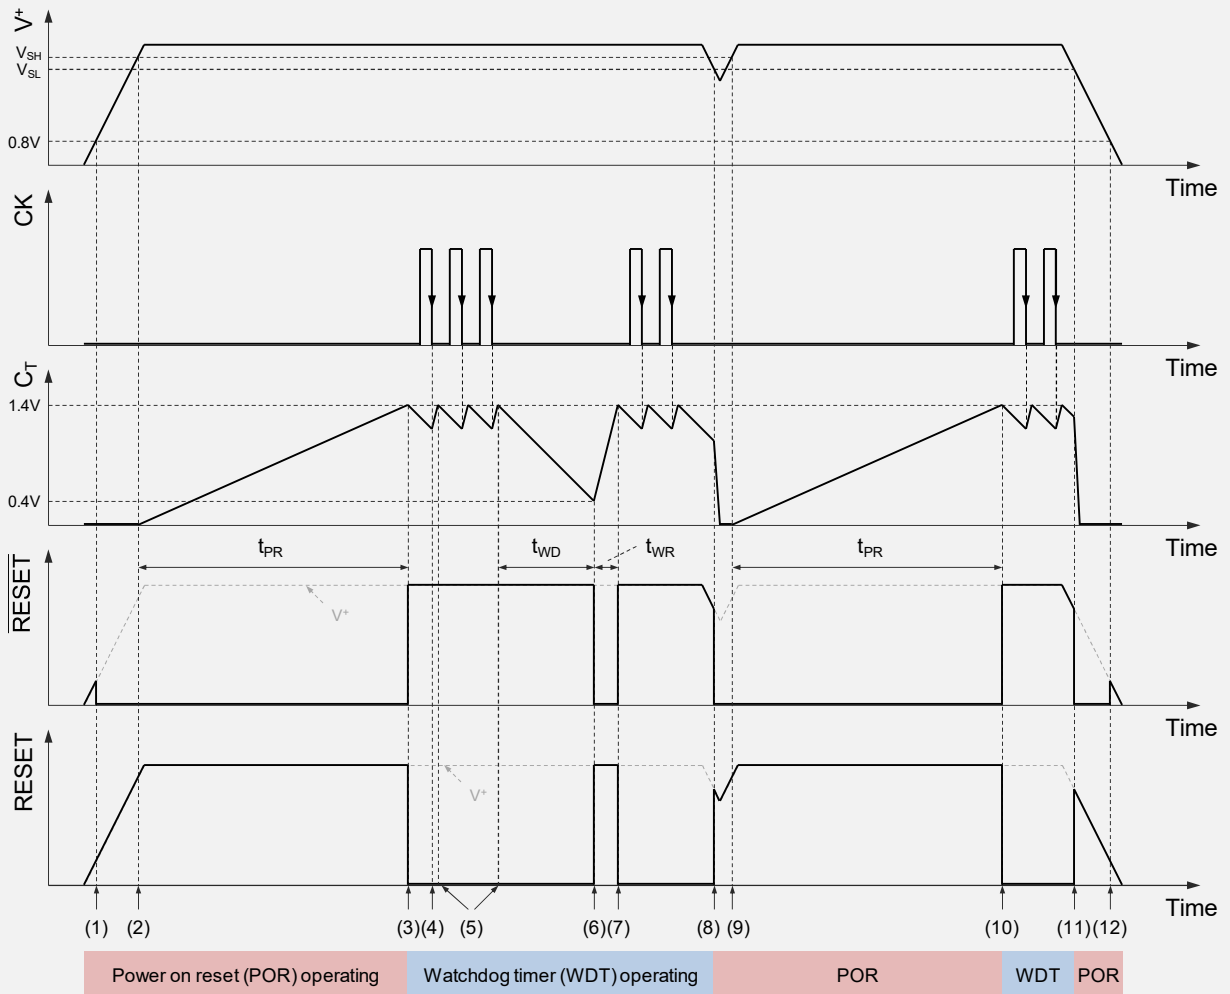 V⁺
VSH
VSL
0.8V
Time
CK
Time
CT
1.4V
0.4V
Time
tPR
tWD
tWR
tPR
RESET
V⁺
Time
RESET
V⁺
Time
(1) (2) (3) (4) (5) (6) (7) (8) (9) (10) (11) (12)
Power on reset (POR) operating
Watchdog timer (WDT) operating
POR
WDT
POR